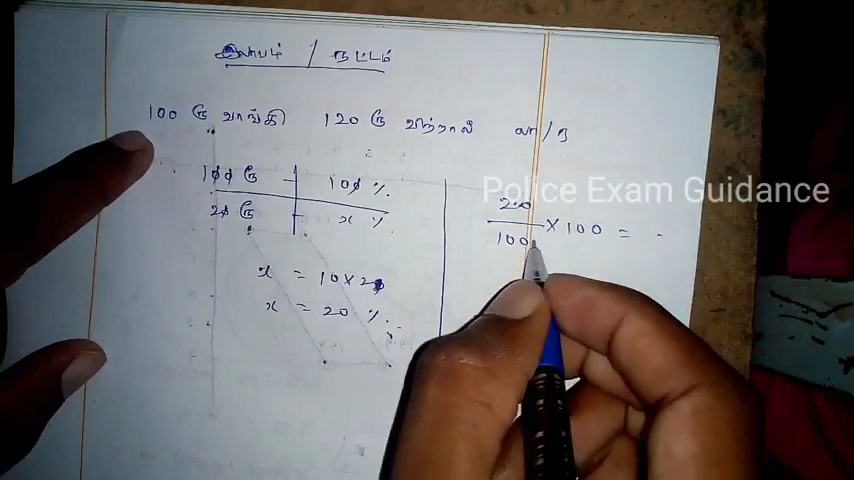 இலாபம் / நட்டம்
100 ரூ வாங்கி 120 ரூ விற்றால் லா/ந
100 ரூ - 100 %
20 ரூ - x %
x = 10 x 2
x = 20 %
20/100 x 100 =
Police Exam Guidance